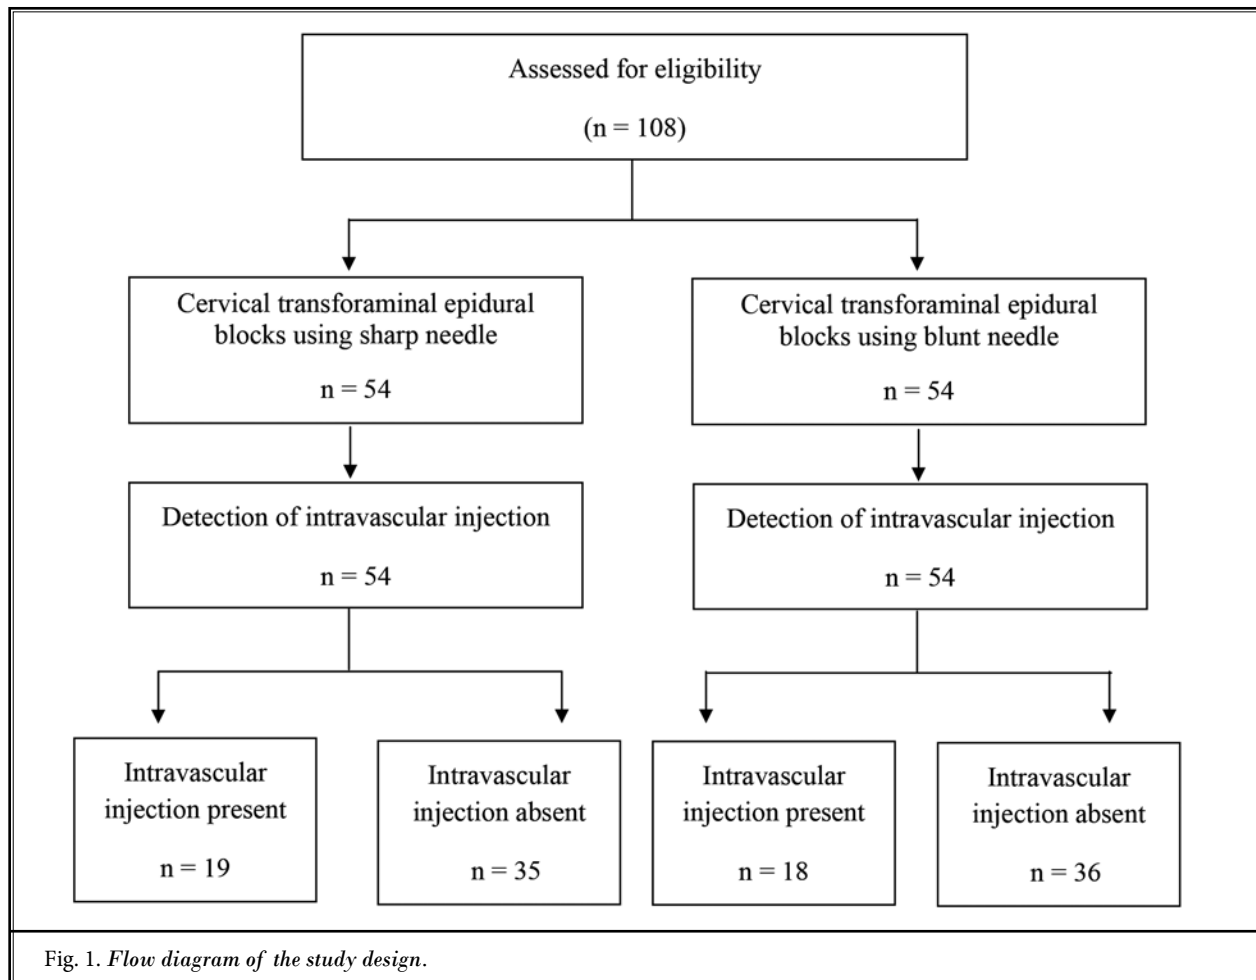 Assessed for eligibility
(n = 108)
Cervical transforaminal epidural
blocks using sharp needle
n = 54
Cervical transforaminal epidural
blocks using blunt needle
n = 54
Detection of intravascular injection
n = 54
Detection of intravascular injection
n = 54
Intravascular
injection present
n = 19
Intravascular
injection absent
n = 35
Intravascular
injection present
n = 18
Intravascular
injection absent
n = 36
Fig. 1. Flow diagram of the study design.